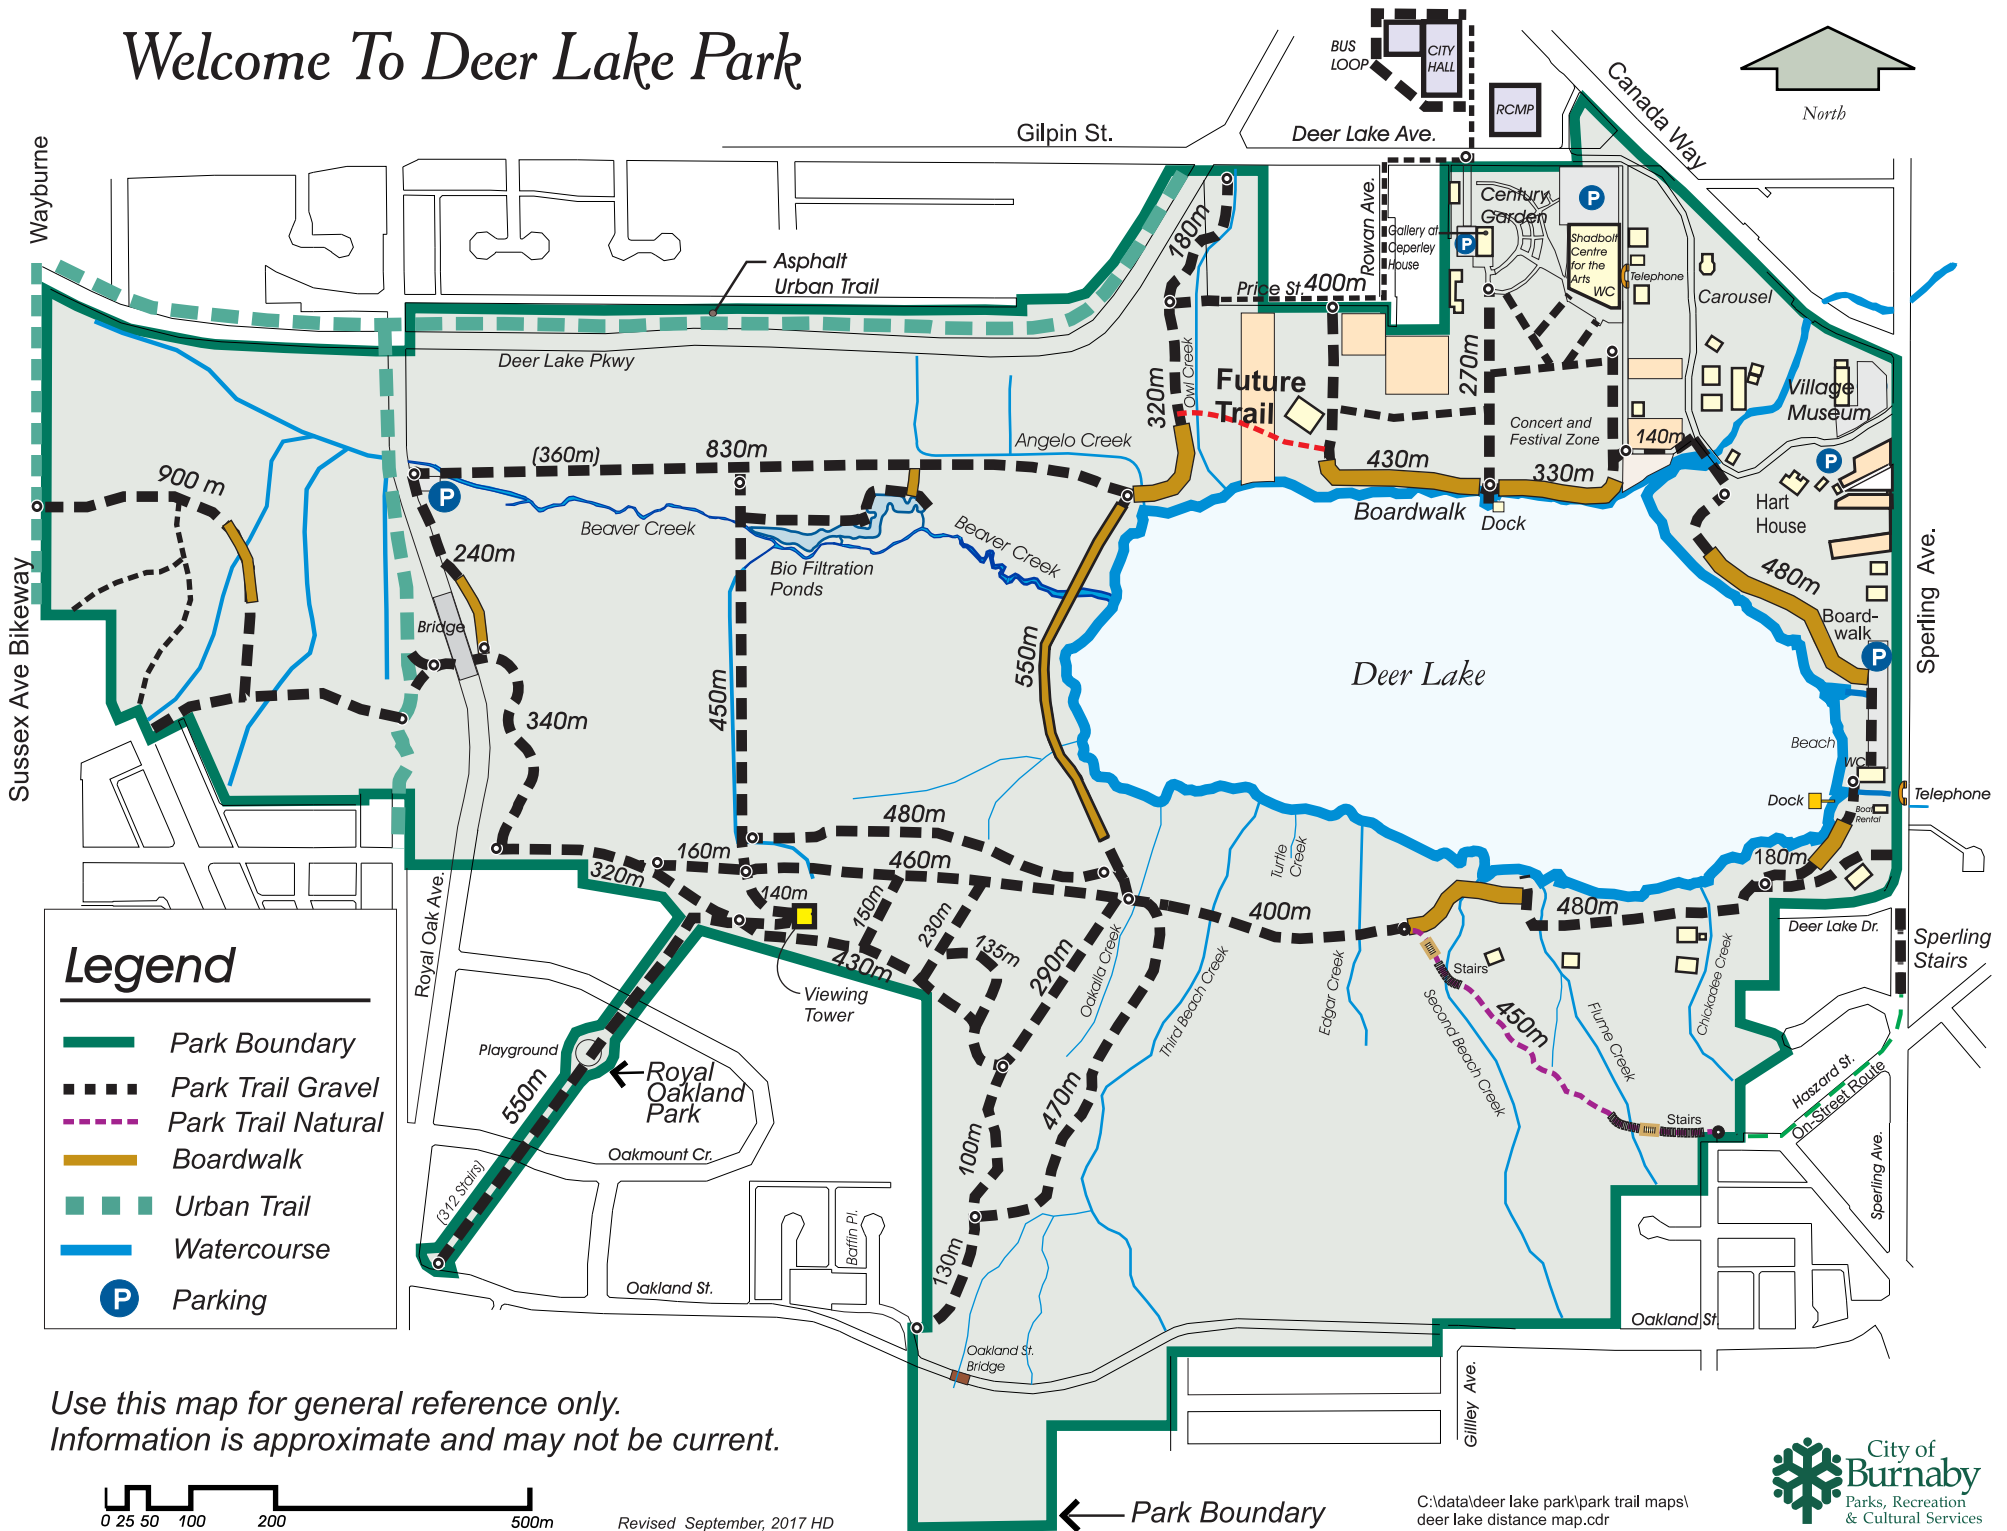 Welcome To Deer Lake Park
BUS
LOOP
CITY
HALL
RCMP
Canada Way
North
Gilpin St.
Deer Lake Ave.
Wayburne
Rowan Ave.
Century
Garden
P
Gallery at
Ceperley
House
P
Shadbolt
Centre
for the
Arts
WC
Telephone
Carousel
180m
Asphalt
Urban Trail
Price St.
400m
Deer Lake Pkwy
Owl Creek
320m
Future
Trail
270m
Concert and
Festival Zone
140m
Village
Museum
Angelo Creek
(360m)
830m
430m
330m
900 m
P
P
Boardwalk
Dock
Hart
House
Beaver Creek
Beaver Creek
240m
Bio Filtration
Ponds
480m
Sperling Ave.
Sussex Ave Bikeway
Bridge
Board-
walk
P
550m
Deer Lake
450m
340m
Beach
WC
Dock
Boat
Rental
Telephone
480m
160m
460m
320m
140m
150m
230m
Turtle
Creek
180m
400m
480m
Deer Lake Dr.
Sperling
Stairs
Royal Oak Ave.
430m
135m
290m
Oakalla Creek
Third Beach Creek
Edgar Creek
Stairs
Second Beach Creek
450m
Flume Creek
Chickadee Creek
Viewing
Tower
Legend
Park Boundary
Park Trail Gravel
Park Trail Natural
Boardwalk
Urban Trail
Watercourse
P
Parking
Playground
Royal
Oakland
Park
550m
470m
100m
Haszard St.
On-Street Route
Stairs
Oakmount Cr.
(312 Stairs)
Baffin Pl.
130m
Sperling Ave.
Oakland St.
Oakland St.
Oakland St.
Bridge
Gilley Ave.
Use this map for general reference only.
Information is approximate and may not be current.
0 25 50 100 200 500m
Revised September, 2017 HD
Park Boundary
C:\data\deer lake park\park trail maps\
deer lake distance map.cdr
City of
Burnaby
Parks, Recreation
& Cultural Services